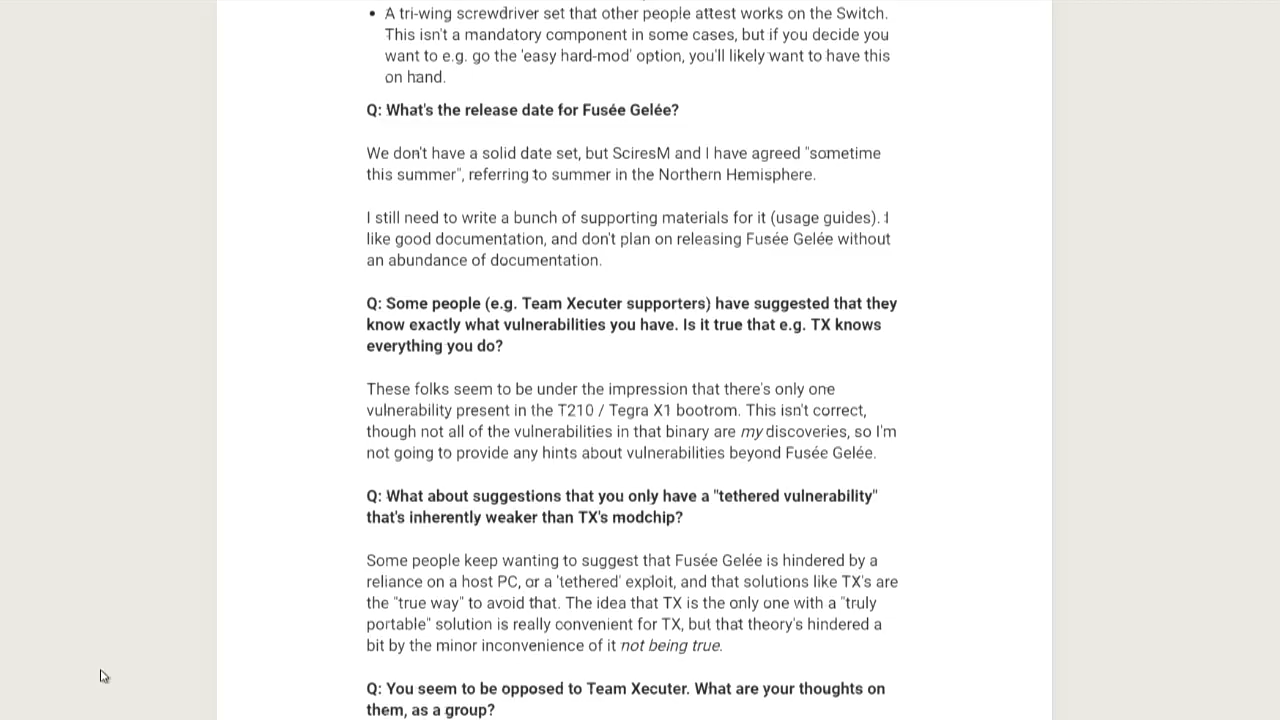 • A tri-wing screwdriver set that other people attest works on the Switch.
This isn't a mandatory component in some cases, but if you decide you
want to e.g. go the 'easy hard-mod' option, you'll likely want to have this
on hand.
Q: What's the release date for Fusée Gelée?
We don't have a solid date set, but SciresM and I have agreed "sometime
this summer", referring to summer in the Northern Hemisphere.
I still need to write a bunch of supporting materials for it (usage guides). I
like good documentation, and don't plan on releasing Fusée Gelée without
an abundance of documentation.
Q: Some people (e.g. Team Xecuter supporters) have suggested that they
know exactly what vulnerabilities you have. Is it true that e.g. TX knows
everything you do?
These folks seem to be under the impression that there's only one
vulnerability present in the T210 / Tegra X1 bootrom. This isn't correct,
though not all of the vulnerabilities in that binary are my discoveries, so I'm
not going to provide any hints about vulnerabilities beyond Fusée Gelée.
Q: What about suggestions that you only have a "tethered vulnerability"
that's inherently weaker than TX's modchip?
Some people keep wanting to suggest that Fusée Gelée is hindered by a
reliance on a host PC, or a 'tethered' exploit, and that solutions like TX's are
the "true way" to avoid that. The idea that TX is the only one with a "truly
portable" solution is really convenient for TX, but that theory's hindered a
bit by the minor inconvenience of it not being true.
Q: You seem to be opposed to Team Xecuter. What are your thoughts on
them, as a group?